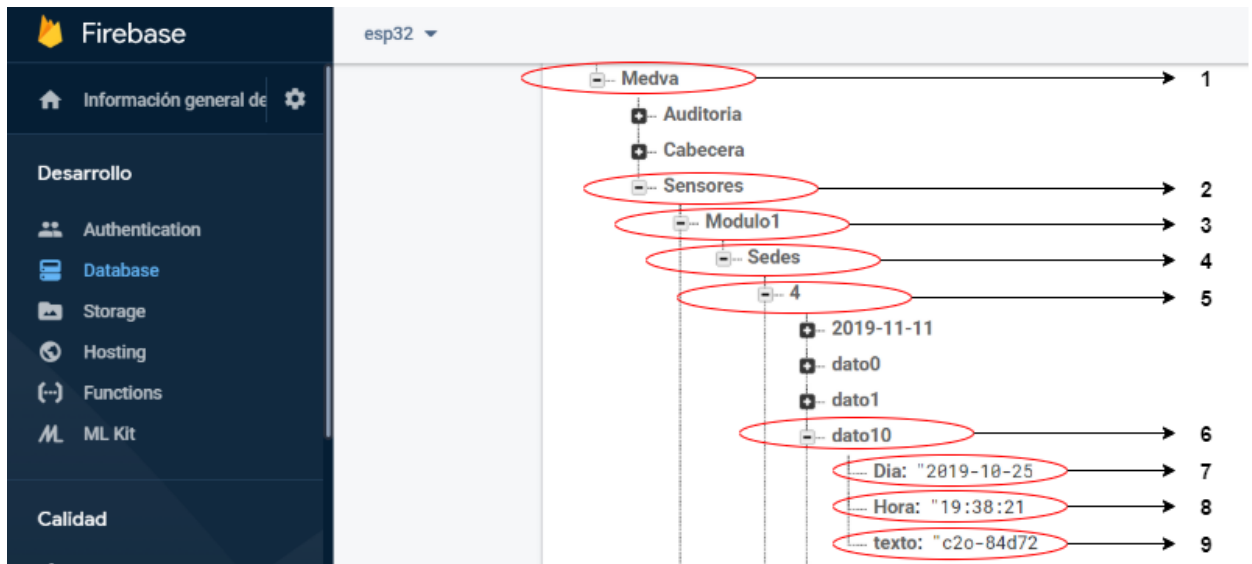 Firebase
esp32
Información general de
Desarrollo
Authentication
Database
Storage
Hosting
Functions
ML Kit
Calidad
Medva 1
Auditoria
Cabecera
Sensores 2
Modulo1 3
Sedes 4
4 5
2019-11-11
dato0
dato1
dato10 6
Dia: "2019-10-25 7
Hora: "19:38:21 8
texto: "c2o-84d72 9